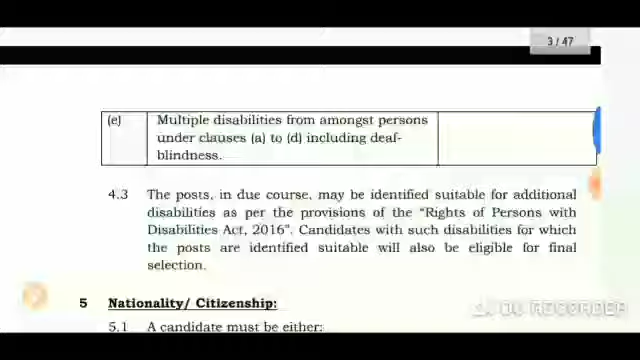 3 / 47
(e) Multiple disabilities from amongst persons
under clauses (a) to (d) including deaf-
blindness.
4.3 The posts, in due course, may be identified suitable for additional
disabilities as per the provisions of the “Rights of Persons with
Disabilities Act, 2016”. Candidates with such disabilities for which
the posts are identified suitable will also be eligible for final
selection.
5 Nationality/ Citizenship:
5.1 A candidate must be either:
RECORDER